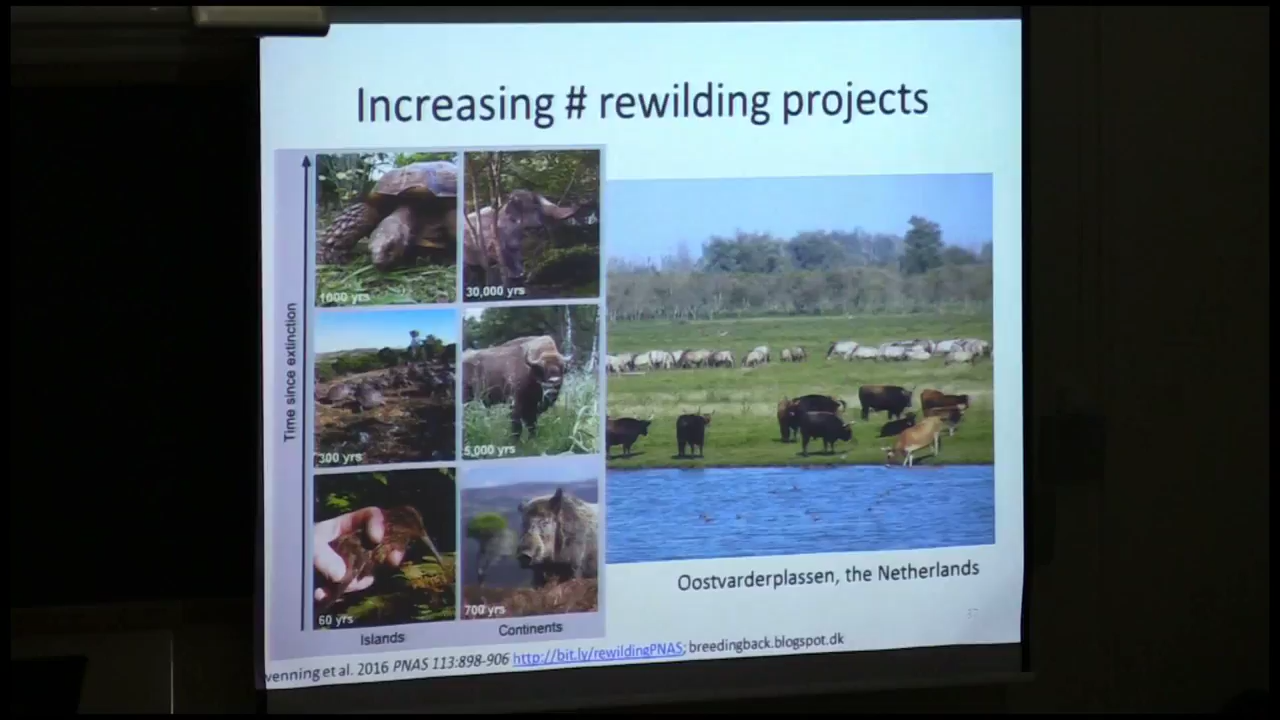 Increasing # rewilding projects
Time since extinction
1000 yrs
30,000 yrs
300 yrs
5,000 yrs
60 yrs
700 yrs
Islands
Continents
Oostvarderplassen, the Netherlands
venning et al. 2016 PNAS 113:898-906 http://bit.ly/rewildingPNAS; breedingback.blogspot.dk